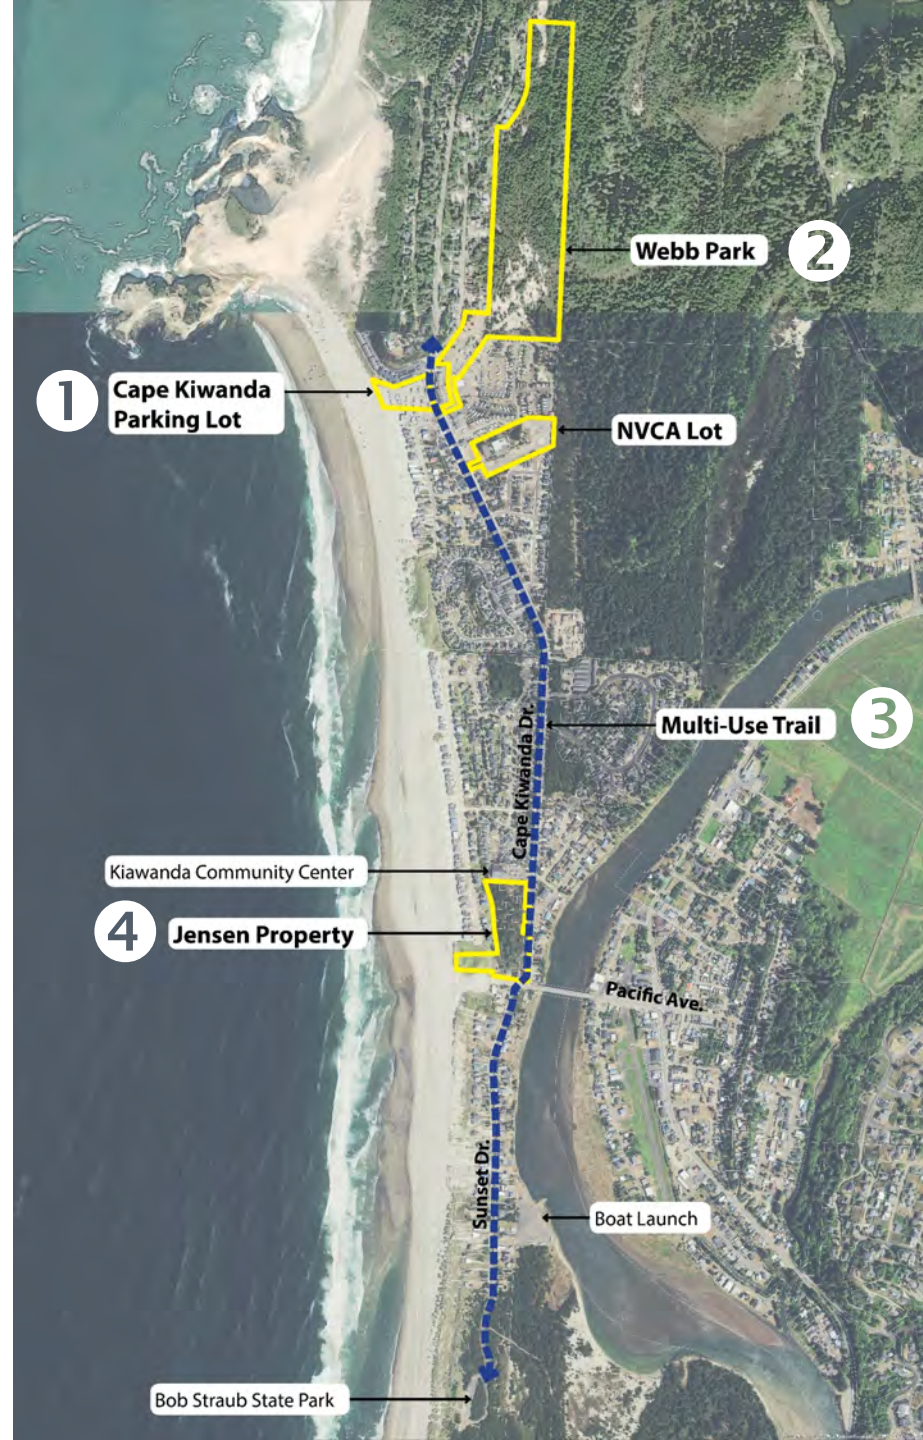 Webb Park
2
1
Cape Kiwanda
Parking Lot
NVCA Lot
Cape Kiwanda Dr.
Multi-Use Trail
3
Kiawanda Community Center
4
Jensen Property
Pacific Ave.
Sunset Dr.
Boat Launch
Bob Straub State Park